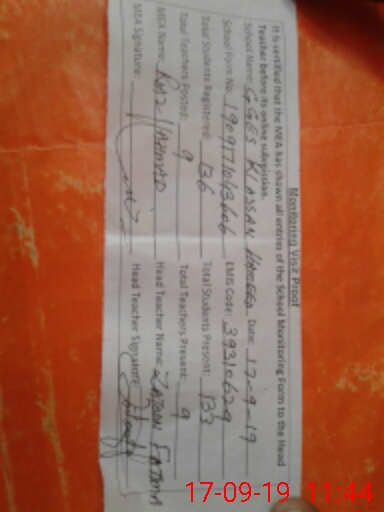 Monitoring Visit Proof
It is certified that the MEA has shown all entries of the School Monitoring Form to the Head
Teacher before its online submission.
School Name: GGES KLASSAN Date: 17-9-19
School Form No: EMIS Code: 39310629
Total Students Registered: 136 Total Students Present: 133
Total Teachers Posted: 9 Total Teachers Present: 9
MEA Name: Head Teacher Name: FATIMA
MEA Signature: Head Teacher Signature:
17-09-19 11:44